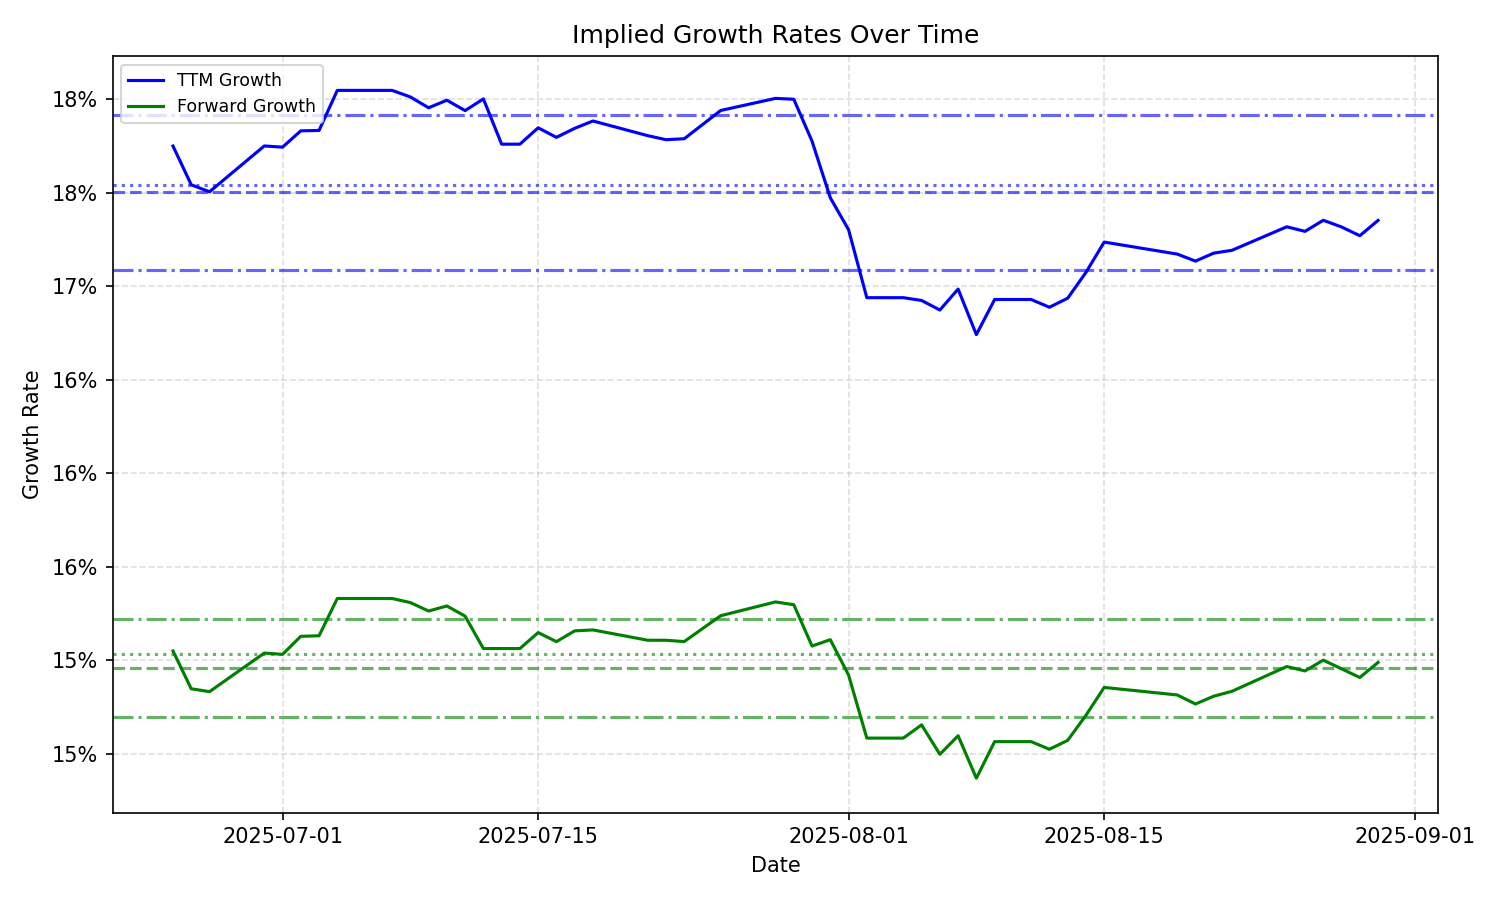 Implied Growth Rates Over Time
TTM Growth
Forward Growth
18%
18%
17%
16%
16%
16%
15%
15%
Growth Rate
2025-07-01
2025-07-15
2025-08-01
2025-08-15
2025-09-01
Date